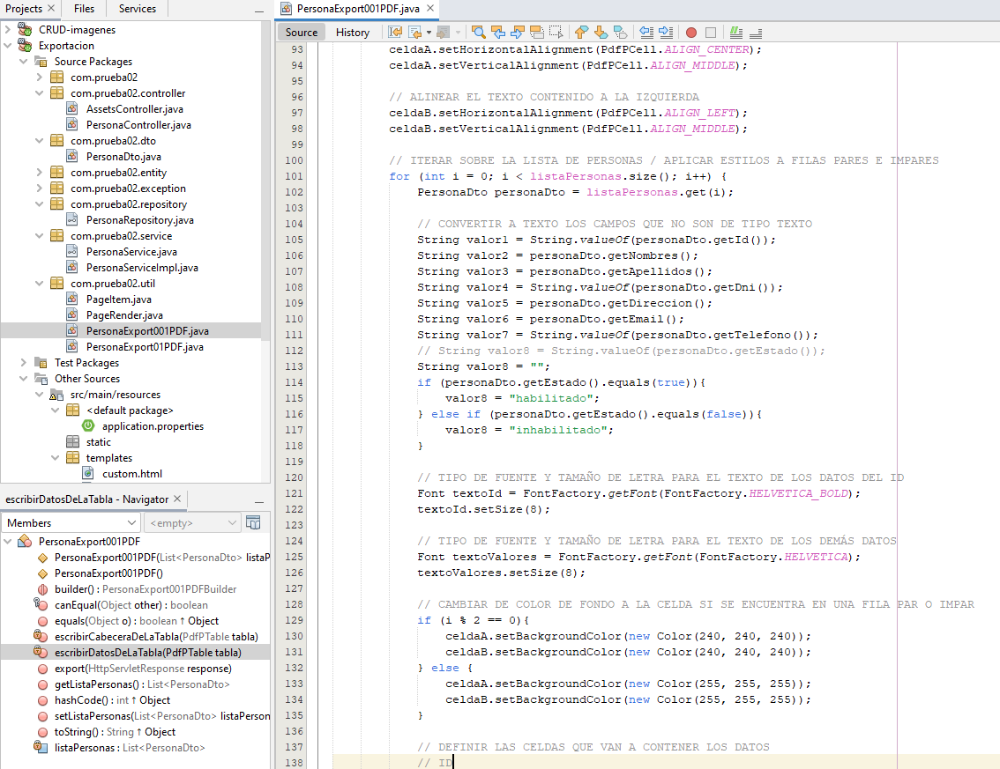 Projects
Files
Services
CRUD-imagenes
Exportacion
Source Packages
com.prueba02
com.prueba02.controller
AssetsController.java
PersonaController.java
com.prueba02.dto
PersonaDto.java
com.prueba02.entity
com.prueba02.exception
com.prueba02.repository
PersonaRepository.java
com.prueba02.service
PersonaService.java
PersonaServiceImpl.java
com.prueba02.util
PageItem.java
PageRender.java
PersonaExport001PDF.java
PersonaExport01PDF.java
Test Packages
Other Sources
src/main/resources
<default package>
application.properties
static
templates
custom.html
escribirDatosDeLaTabla - Navigator
Members
<empty>
PersonaExport001PDF
PersonaExport001PDF(List<PersonaDto> listaP
PersonaExport001PDF()
builder() : PersonaExport001PDFBuilder
canEqual(Object other) : boolean
equals(Object o) : boolean ↑ Object
escribirCabeceraDeLaTabla(PdfPTable tabla)
escribirDatosDeLaTabla(PdfPTable tabla)
export(HttpServletResponse response)
getListaPersonas() : List<PersonaDto>
hashCode() : int ↑ Object
setListaPersonas(List<PersonaDto> listaPerson
toString() : String ↑ Object
listaPersonas : List<PersonaDto>
PersonaExport001PDF.java
Source
History
93 celdaA.setHorizontalAlignment(PdfPCell.ALIGN_CENTER);
94 celdaA.setVerticalAlignment(PdfPCell.ALIGN_MIDDLE);
95
96 // ALINEAR EL TEXTO CONTENIDO A LA IZQUIERDA
97 celdaB.setHorizontalAlignment(PdfPCell.ALIGN_LEFT);
98 celdaB.setVerticalAlignment(PdfPCell.ALIGN_MIDDLE);
99
100 // ITERAR SOBRE LA LISTA DE PERSONAS / APLICAR ESTILOS A FILAS PARES E IMPARES
101 for (int i = 0; i < listaPersonas.size(); i++) {
102 PersonaDto personaDto = listaPersonas.get(i);
103
104 // CONVERTIR A TEXTO LOS CAMPOS QUE NO SON DE TIPO TEXTO
105 String valor1 = String.valueOf(personaDto.getId());
106 String valor2 = personaDto.getNombres();
107 String valor3 = personaDto.getApellidos();
108 String valor4 = String.valueOf(personaDto.getDni());
109 String valor5 = personaDto.getDireccion();
110 String valor6 = personaDto.getEmail();
111 String valor7 = String.valueOf(personaDto.getTelefono());
112 // String valor8 = String.valueOf(personaDto.getEstado());
113 String valor8 = "";
114 if (personaDto.getEstado().equals(true)){
115 valor8 = "habilitado";
116 } else if (personaDto.getEstado().equals(false)){
117 valor8 = "inhabilitado";
118 }
119
120 // TIPO DE FUENTE Y TAMAÑO DE LETRA PARA EL TEXTO DE LOS DATOS DEL ID
121 Font textoId = FontFactory.getFont(FontFactory.HELVETICA_BOLD);
122 textoId.setSize(8);
123
124 // TIPO DE FUENTE Y TAMAÑO DE LETRA PARA EL TEXTO DE LOS DEMÁS DATOS
125 Font textoValores = FontFactory.getFont(FontFactory.HELVETICA);
126 textoValores.setSize(8);
127
128 // CAMBIAR DE COLOR DE FONDO A LA CELDA SI SE ENCUENTRA EN UNA FILA PAR O IMPAR
129 if (i % 2 == 0){
130 celdaA.setBackgroundColor(new Color(240, 240, 240));
131 celdaB.setBackgroundColor(new Color(240, 240, 240));
132 } else {
133 celdaA.setBackgroundColor(new Color(255, 255, 255));
134 celdaB.setBackgroundColor(new Color(255, 255, 255));
135 }
136
137 // DEFINIR LAS CELDAS QUE VAN A CONTENER LOS DATOS
138 // ID